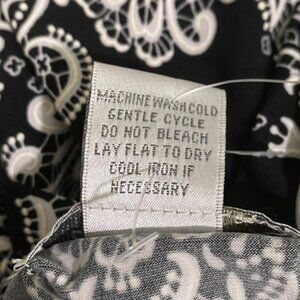 MACHINE WASH COLD
GENTLE CYCLE
DO NOT BLEACH
LAY FLAT TO DRY
COOL IRON IF
NECESSARY